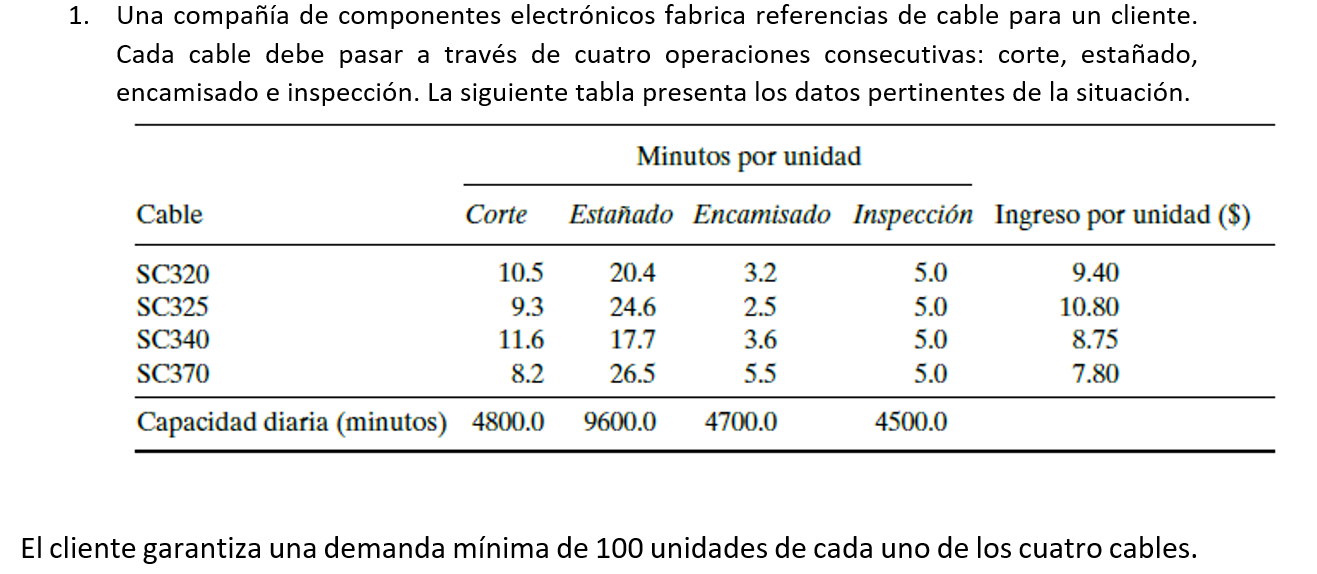 1. Una compañía de componentes electrónicos fabrica referencias de cable para un cliente.
Cada cable debe pasar a través de cuatro operaciones consecutivas: corte, estañado,
encamisado e inspección. La siguiente tabla presenta los datos pertinentes de la situación.
Minutos por unidad
Cable Corte Estañado Encamisado Inspección Ingreso por unidad ($)
SC320 10.5 20.4 3.2 5.0 9.40
SC325 9.3 24.6 2.5 5.0 10.80
SC340 11.6 17.7 3.6 5.0 8.75
SC370 8.2 26.5 5.5 5.0 7.80
Capacidad diaria (minutos) 4800.0 9600.0 4700.0 4500.0
El cliente garantiza una demanda mínima de 100 unidades de cada uno de los cuatro cables.